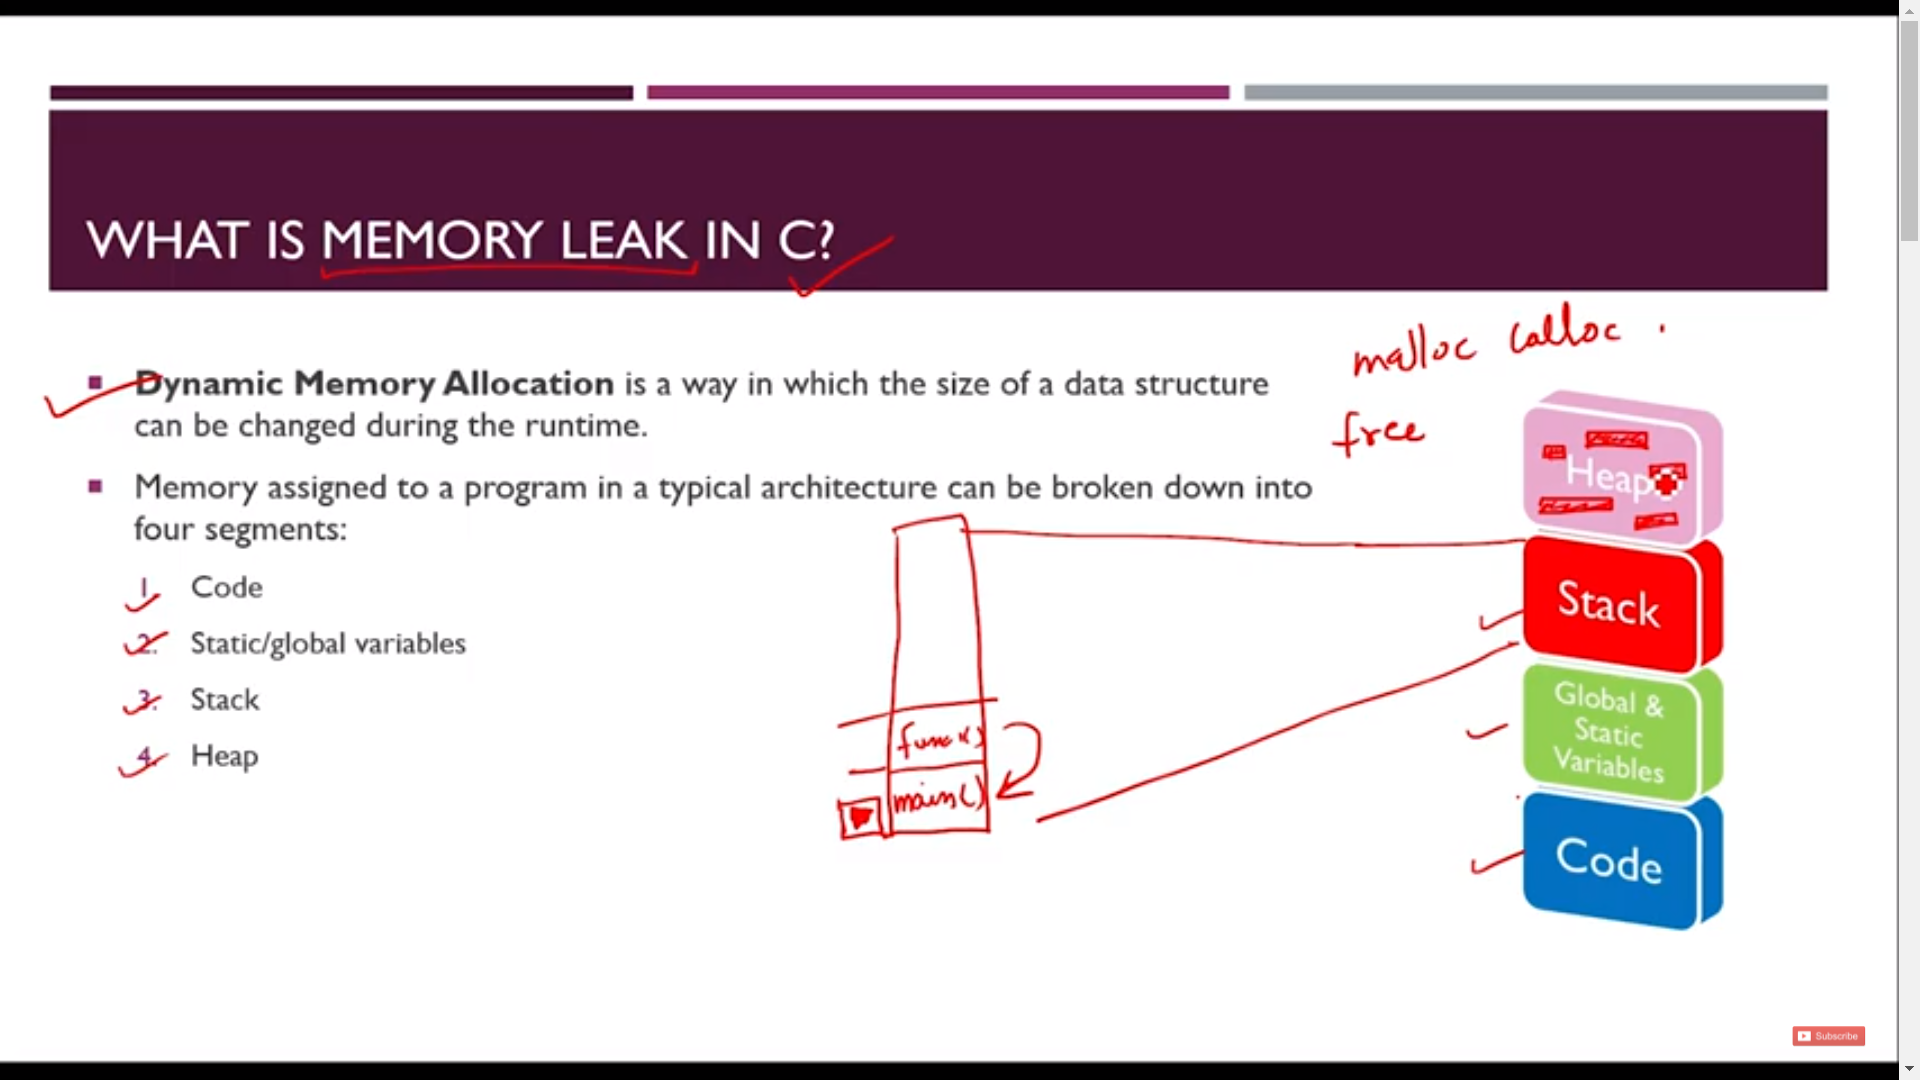 WHAT IS MEMORY LEAK IN C?
malloc calloc .
free
Dynamic Memory Allocation is a way in which the size of a data structure
can be changed during the runtime.
Memory assigned to a program in a typical architecture can be broken down into
four segments:
1. Code
2. Static/global variables
3. Stack
4. Heap
func1()
main()
Heap
Stack
Global &
Static
Variables
Code
Subscribe